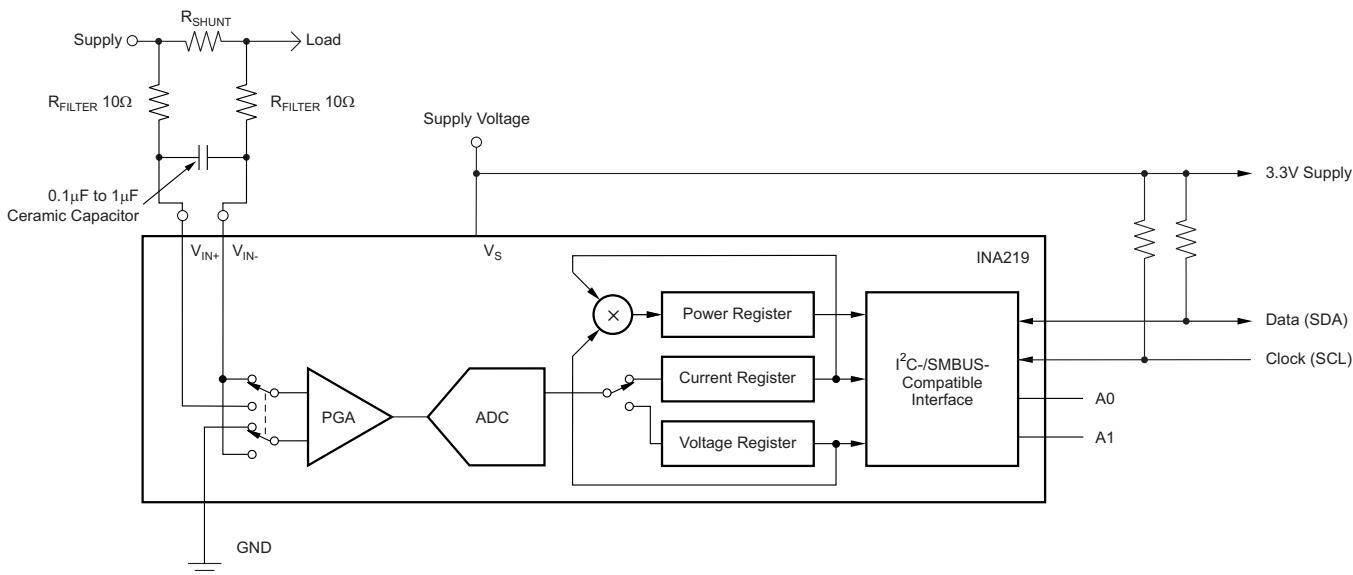 R_SHUNT
Supply
Load
R_FILTER 10Ω
R_FILTER 10Ω
Supply Voltage
0.1μF to 1μF
Ceramic Capacitor
3.3V Supply
V_IN+
V_IN-
V_S
INA219
×
Power Register
Data (SDA)
Clock (SCL)
I²C-/SMBUS-
Compatible
Interface
Current Register
PGA
ADC
A0
Voltage Register
A1
GND